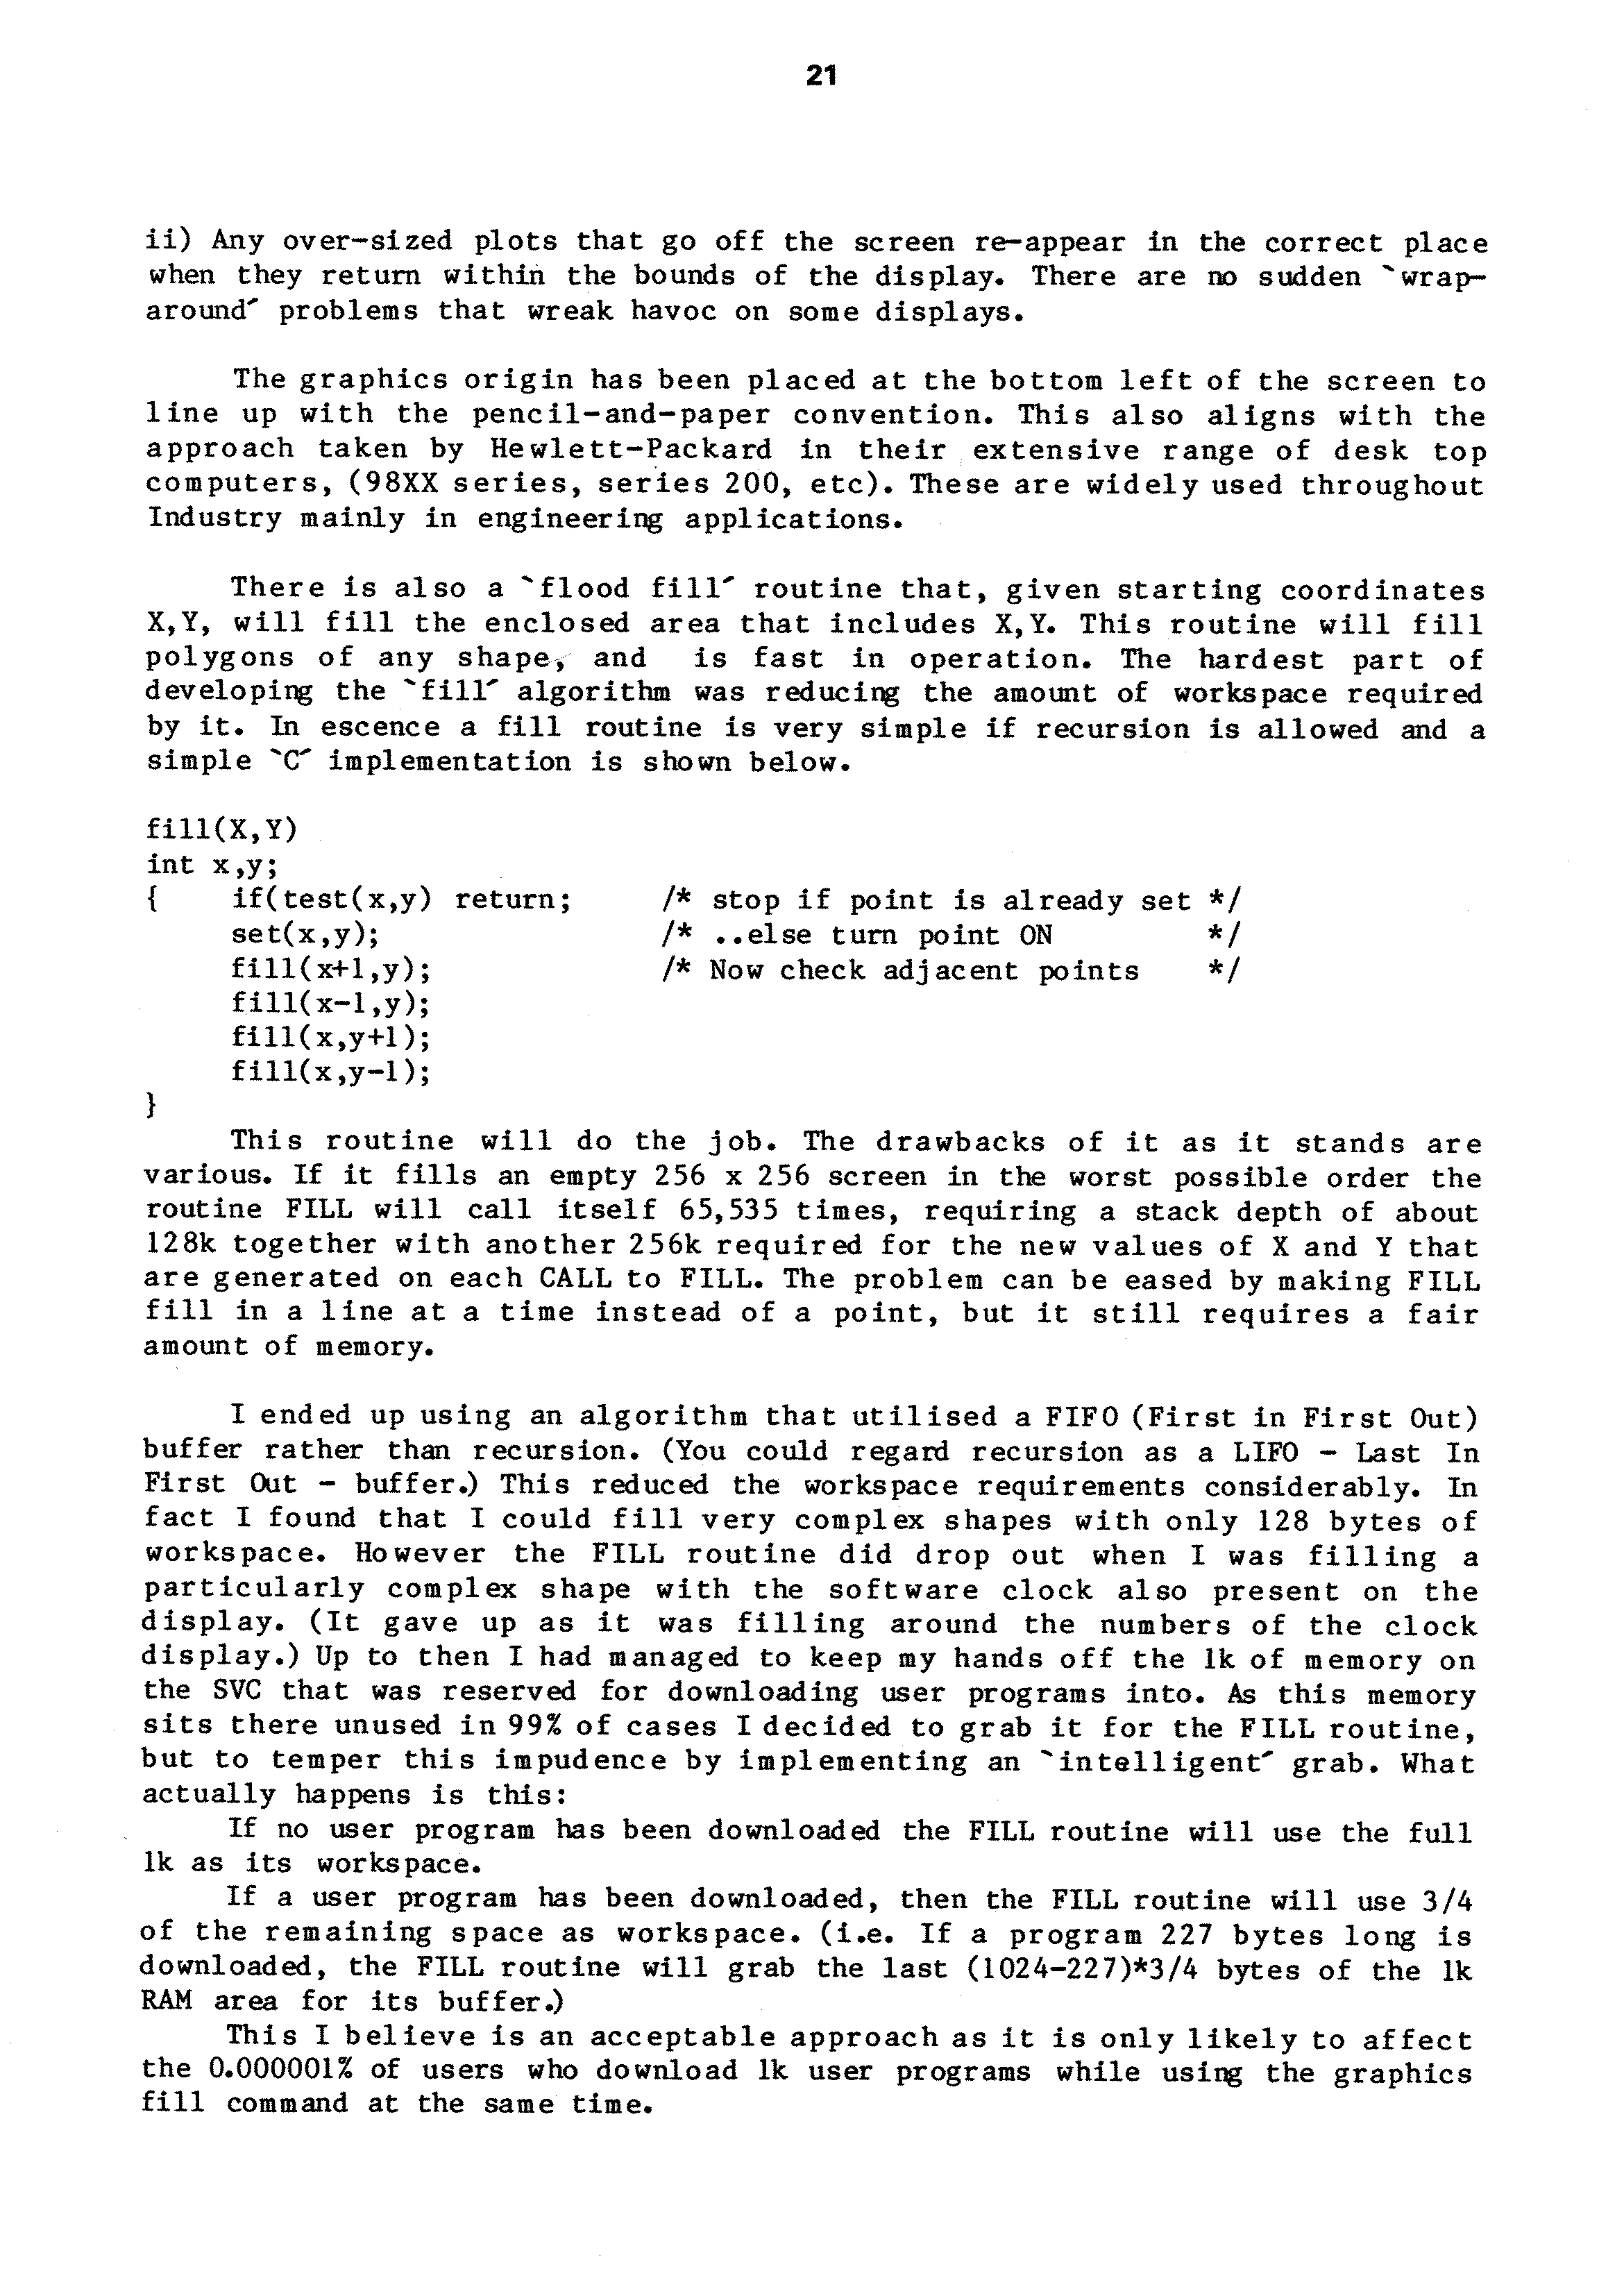 21
ii) Any over-sized plots that go off the screen re-appear in the correct place
when they return within the bounds of the display. There are no sudden `wrap-
around´ problems that wreak havoc on some displays.
The graphics origin has been placed at the bottom left of the screen to
line up with the pencil-and-paper convention. This also aligns with the
approach taken by Hewlett-Packard in their extensive range of desk top
computers, (98XX series, series 200, etc). These are widely used throughout
Industry mainly in engineering applications.
There is also a `flood fill´ routine that, given starting coordinates
X,Y, will fill the enclosed area that includes X,Y. This routine will fill
polygons of any shape, and is fast in operation. The hardest part of
developing the `fill´ algorithm was reducing the amount of workspace required
by it. In escence a fill routine is very simple if recursion is allowed and a
simple `C´ implementation is shown below.
fill(X,Y)
int x,y;
{ if(test(x,y) return; /* stop if point is already set */
set(x,y); /* ..else turn point ON */
fill(x+1,y); /* Now check adjacent points */
fill(x-1,y);
fill(x,y+1);
fill(x,y-1);
}
This routine will do the job. The drawbacks of it as it stands are
various. If it fills an empty 256 x 256 screen in the worst possible order the
routine FILL will call itself 65,535 times, requiring a stack depth of about
128k together with another 256k required for the new values of X and Y that
are generated on each CALL to FILL. The problem can be eased by making FILL
fill in a line at a time instead of a point, but it still requires a fair
amount of memory.
I ended up using an algorithm that utilised a FIFO (First in First Out)
buffer rather than recursion. (You could regard recursion as a LIFO - Last In
First Out - buffer.) This reduced the workspace requirements considerably. In
fact I found that I could fill very complex shapes with only 128 bytes of
workspace. However the FILL routine did drop out when I was filling a
particularly complex shape with the software clock also present on the
display. (It gave up as it was filling around the numbers of the clock
display.) Up to then I had managed to keep my hands off the 1k of memory on
the SVC that was reserved for downloading user programs into. As this memory
sits there unused in 99% of cases I decided to grab it for the FILL routine,
but to temper this impudence by implementing an `intelligent´ grab. What
actually happens is this:
If no user program has been downloaded the FILL routine will use the full
1k as its workspace.
If a user program has been downloaded, then the FILL routine will use 3/4
of the remaining space as workspace. (i.e. If a program 227 bytes long is
downloaded, the FILL routine will grab the last (1024-227)*3/4 bytes of the 1k
RAM area for its buffer.)
This I believe is an acceptable approach as it is only likely to affect
the 0.000001% of users who download 1k user programs while using the graphics
fill command at the same time.